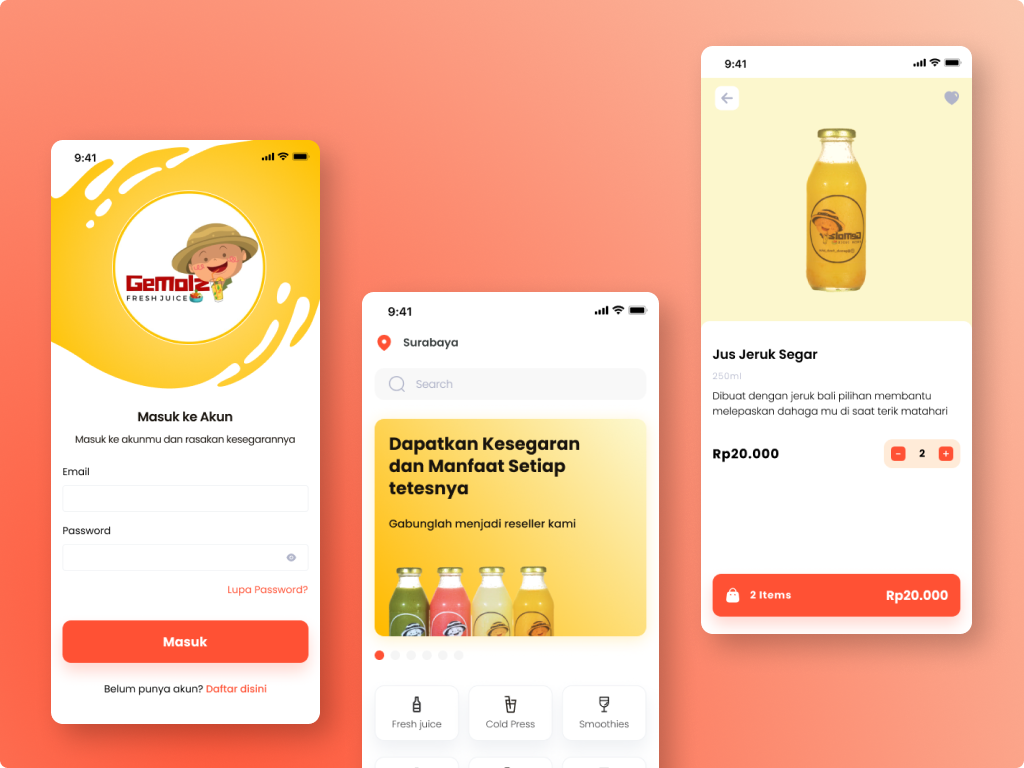 9:41
Gemolz
FRESH JUICE
Masuk ke Akun
Masuk ke akunmu dan rasakan kesegarannya
Email
Password
Lupa Password?
Masuk
Belum punya akun? Daftar disini
9:41
Surabaya
Search
Dapatkan Kesegaran
dan Manfaat Setiap
tetesnya
Gabunglah menjadi reseller kami
Fresh juice
Cold Press
Smoothies
9:41
Jus Jeruk Segar
250ml
Dibuat dengan jeruk bali pilihan membantu
melepaskan dahaga mu di saat terik matahari
Rp20.000
- 2 +
2 Items
Rp20.000